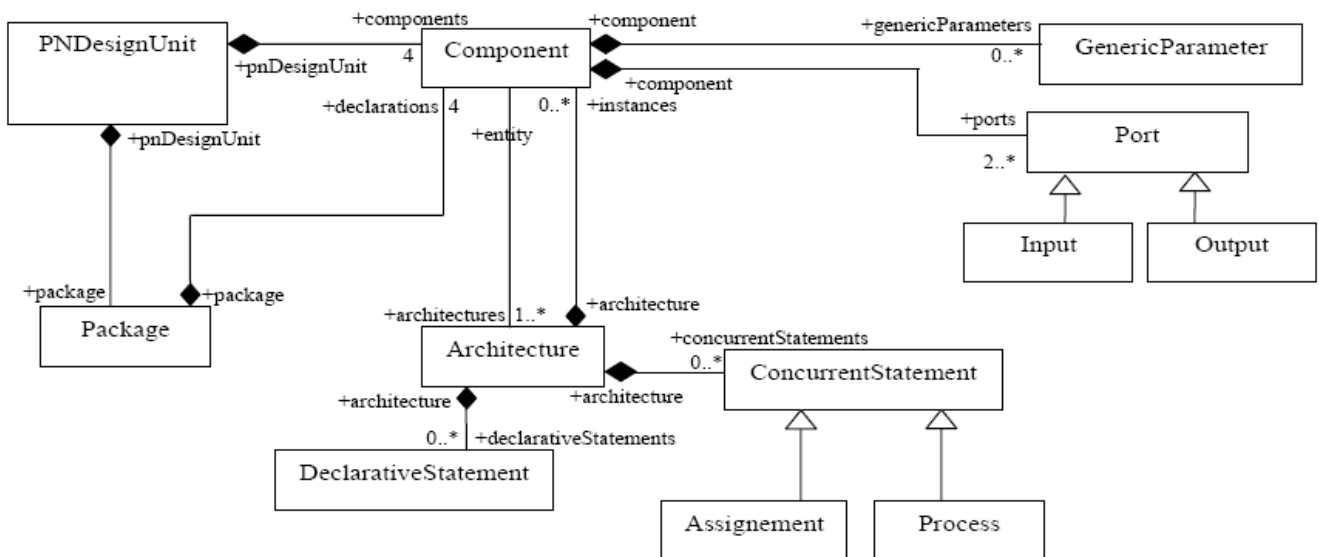 +components
+component
+genericParameters
PNDesignUnit
Component
GenericParameter
+pnDesignUnit
4
0..*
+component
+declarations
4
0..*
+instances
+ports
Port
+pnDesignUnit
+entity
2..*
Input
Output
+package
+package
+architectures
1..*
+architecture
Package
Architecture
+concurrentStatements
0..*
ConcurrentStatement
+architecture
+architecture
0..*
+declarativeStatements
DeclarativeStatement
Assignement
Process